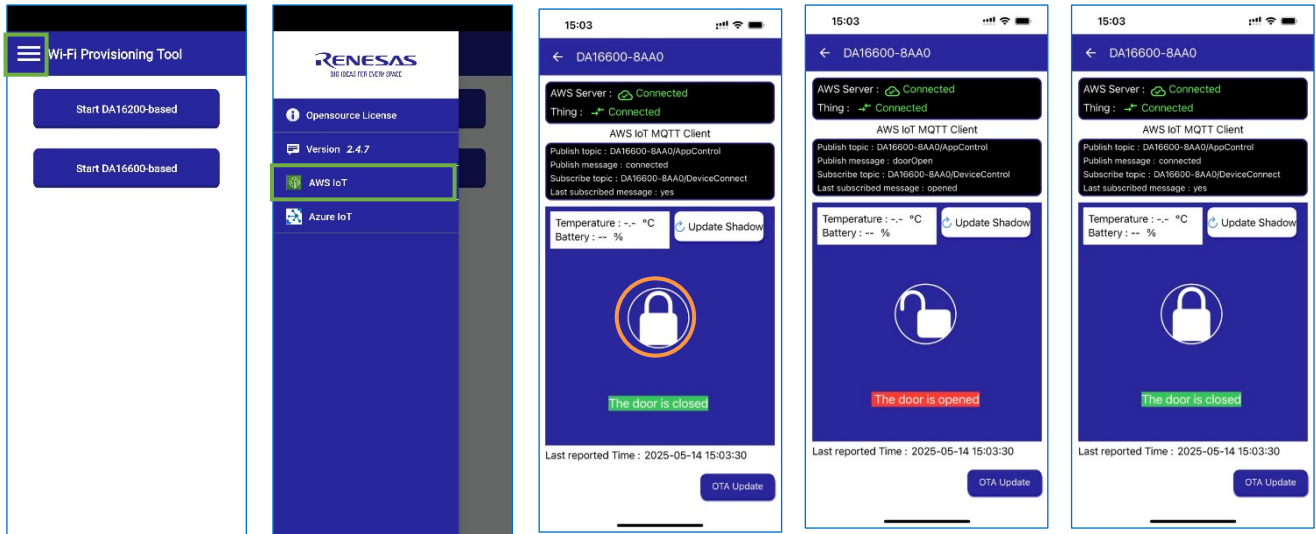 Wi-Fi Provisioning Tool
Start DA16200-based
Start DA16600-based
RENESAS
BIG IDEAS FOR EVERY SPACE
Opensource License
Version 2.4.7
AWS IoT
Azure IoT
15:03
DA16600-8AA0
AWS Server : Connected
Thing : Connected
AWS IoT MQTT Client
Publish topic : DA16600-8AA0/AppControl
Publish message : connected
Subscribe topic : DA16600-8AA0/DeviceConnect
Last subscribed message : yes
Temperature : -.- °C
Battery : -- %
Update Shadow
The door is closed
Last reported Time : 2025-05-14 15:03:30
OTA Update
15:03
DA16600-8AA0
AWS Server : Connected
Thing : Connected
AWS IoT MQTT Client
Publish topic : DA16600-8AA0/AppControl
Publish message : doorOpen
Subscribe topic : DA16600-8AA0/DeviceControl
Last subscribed message : opened
Temperature : -.- °C
Battery : -- %
Update Shadow
The door is opened
Last reported Time : 2025-05-14 15:03:30
OTA Update
15:03
DA16600-8AA0
AWS Server : Connected
Thing : Connected
AWS IoT MQTT Client
Publish topic : DA16600-8AA0/AppControl
Publish message : connected
Subscribe topic : DA16600-8AA0/DeviceConnect
Last subscribed message : yes
Temperature : -.- °C
Battery : -- %
Update Shadow
The door is closed
Last reported Time : 2025-05-14 15:03:30
OTA Update